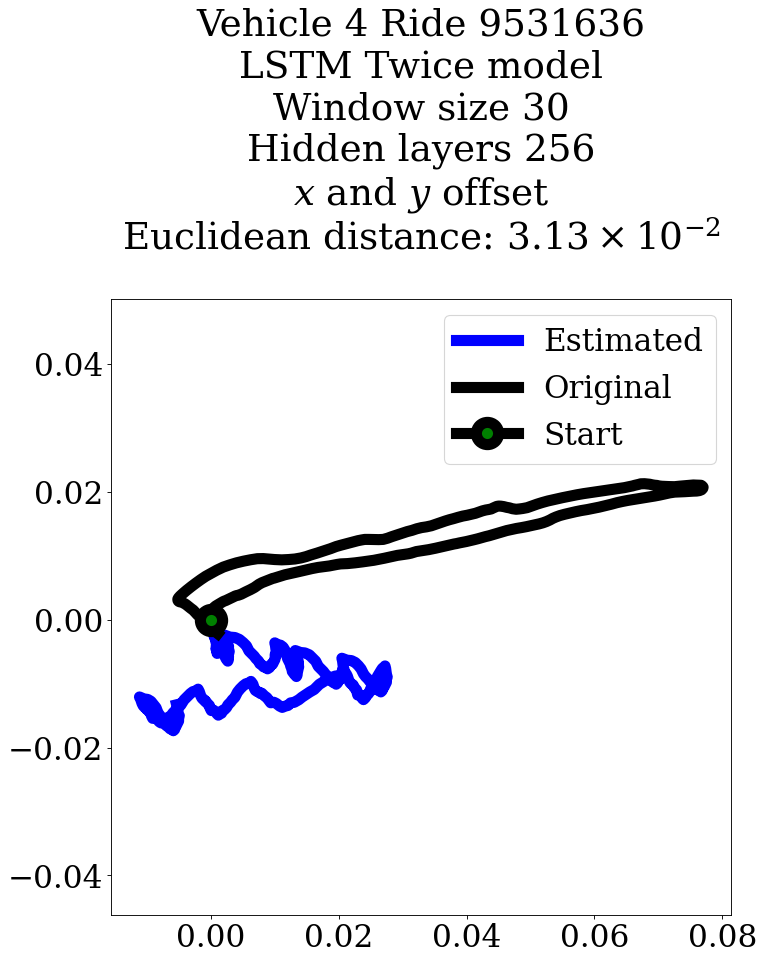 Vehicle 4 Ride 9531636
LSTM Twice model
Window size 30
Hidden layers 256
x and y offset
Euclidean distance: 3.13 × 10⁻²
Estimated
Original
Start
0.04
0.02
0.00
−0.02
−0.04
0.00 0.02 0.04 0.06 0.08